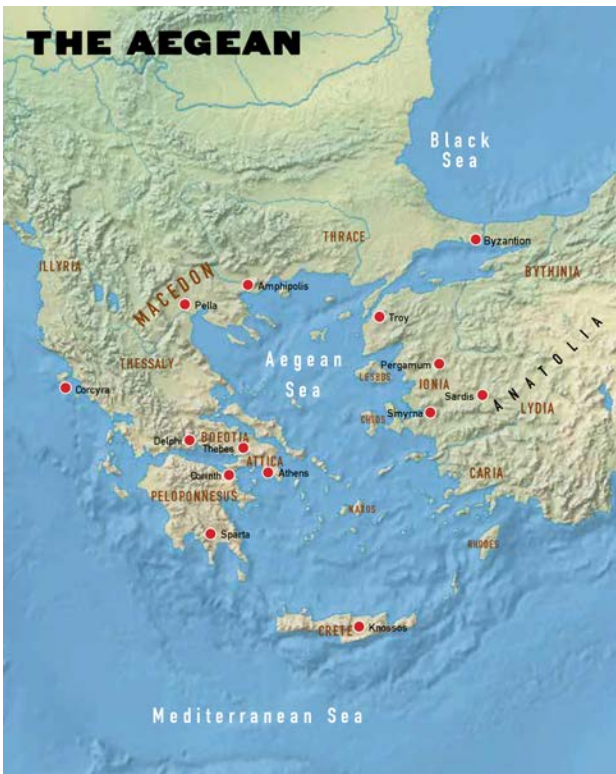 THE AEGEAN
Black
Sea
THRACE
Byzantion
ILLYRIA
BYTHINIA
MACEDON
Amphipolis
Pella
Troy
THESSALY
Aegean
Sea
Pergamum
LESBOS
IONIA
ANATOLIA
Corcyra
Sardis
LYDIA
Smyrna
CHIOS
Delphi
BOEOTIA
Thebes
ATTICA
Corinth
Athens
CARIA
PELOPONNESUS
NAXOS
Sparta
RHODES
CRETE
Knossos
Mediterranean Sea